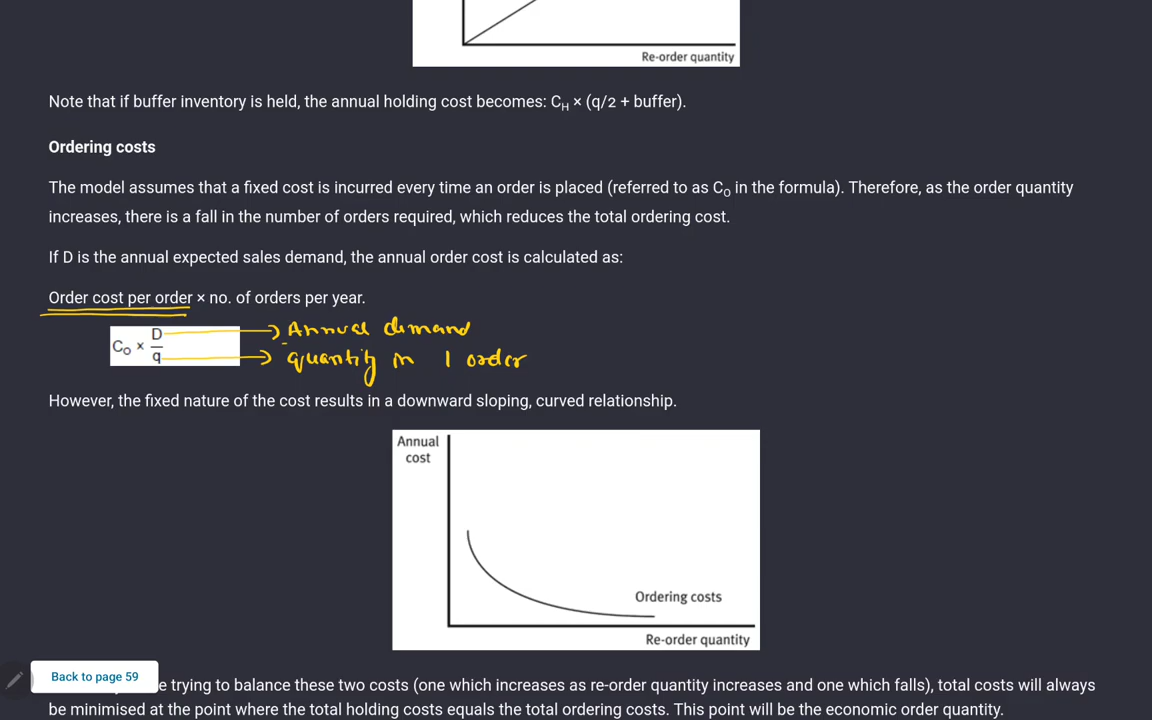 Re-order quantity
Note that if buffer inventory is held, the annual holding cost becomes: CH × (q/2 + buffer).
Ordering costs
The model assumes that a fixed cost is incurred every time an order is placed (referred to as CO in the formula). Therefore, as the order quantity
increases, there is a fall in the number of orders required, which reduces the total ordering cost.
If D is the annual expected sales demand, the annual order cost is calculated as:
Order cost per order × no. of orders per year.
CO × D/q
Annual demand
quantity in 1 order
However, the fixed nature of the cost results in a downward sloping, curved relationship.
Annual
cost
Ordering costs
Re-order quantity
Back to page 59
e trying to balance these two costs (one which increases as re-order quantity increases and one which falls), total costs will always
be minimised at the point where the total holding costs equals the total ordering costs. This point will be the economic order quantity.